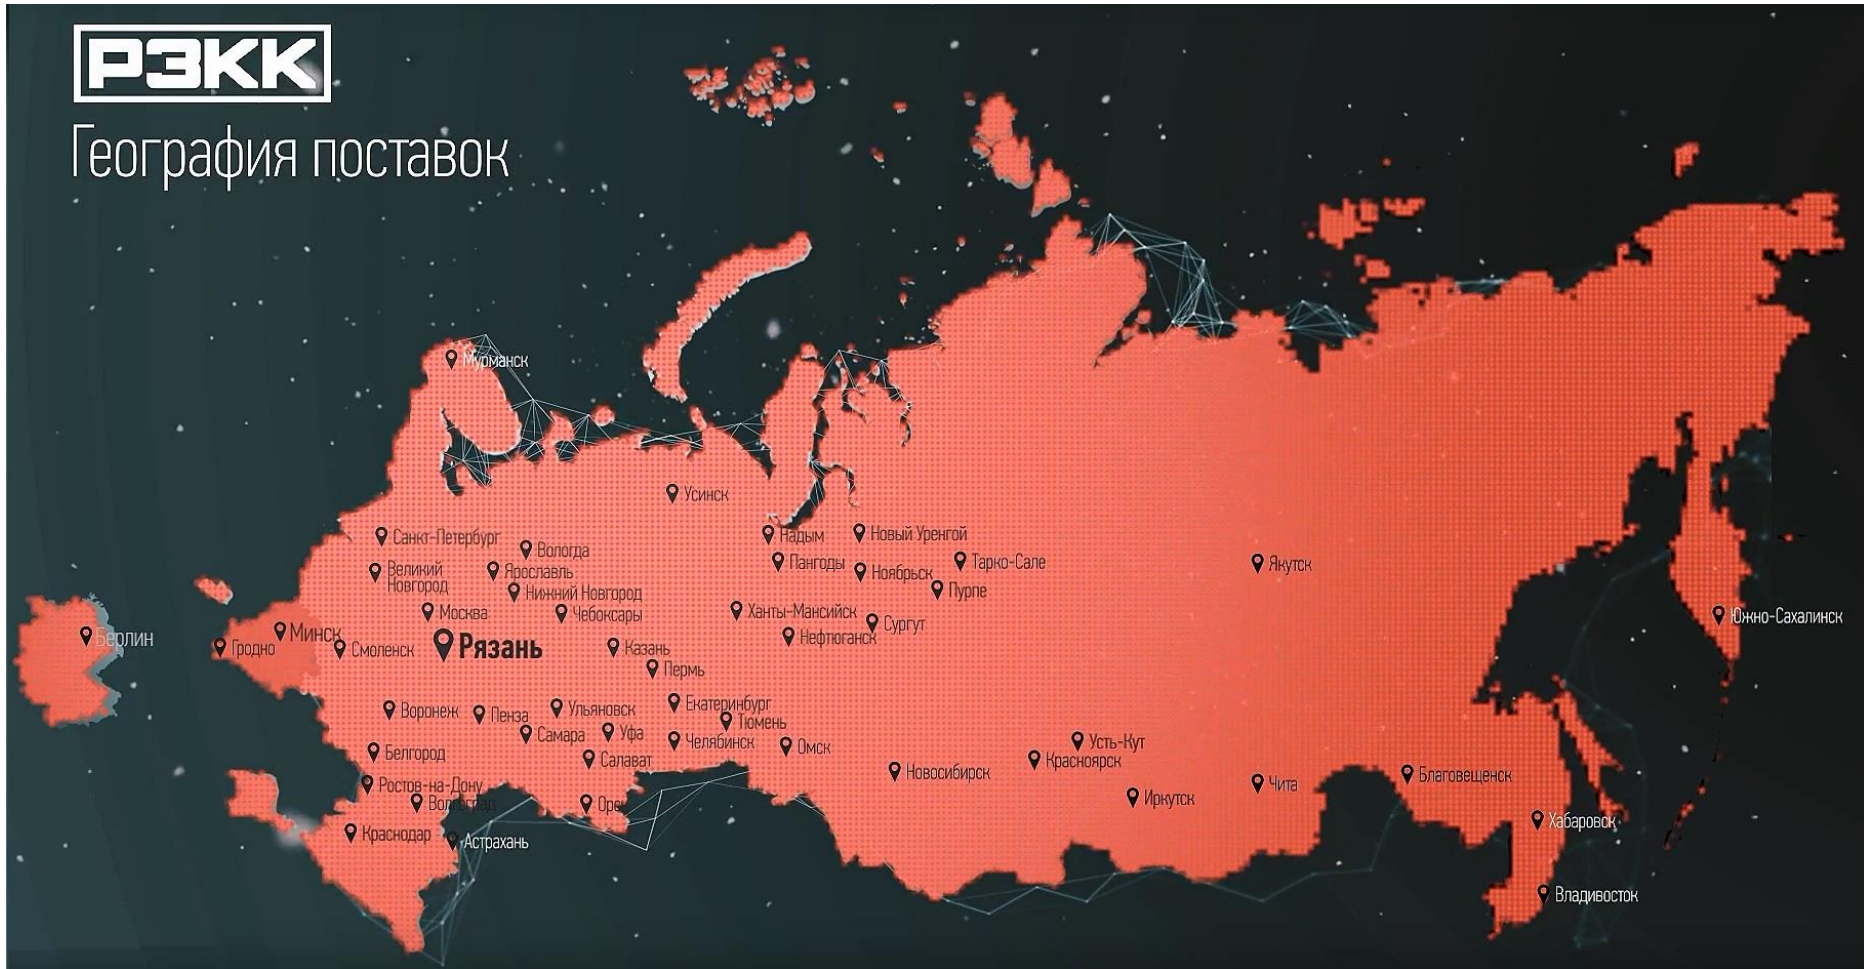 РЗКК
География поставок
Мурманск
Усинск
Санкт-Петербург
Вологда
Надым
Новый Уренгой
Великий
Новгород
Ярославль
Пангоды
Ноябрьск
Тарко-Сале
Якутск
Нижний Новгород
Пурпе
Москва
Чебоксары
Ханты-Мансийск
Сургут
Южно-Сахалинск
Берлин
Минск
Гродно
Смоленск
Рязань
Казань
Нефтюганск
Пермь
Воронеж
Пенза
Ульяновск
Екатеринбург
Тюмень
Самара
Уфа
Челябинск
Омск
Усть-Кут
Белгород
Салават
Новосибирск
Красноярск
Ростов-на-Дону
Волгоград
Орск
Иркутск
Чита
Благовещенск
Краснодар
Астрахань
Хабаровск
Владивосток